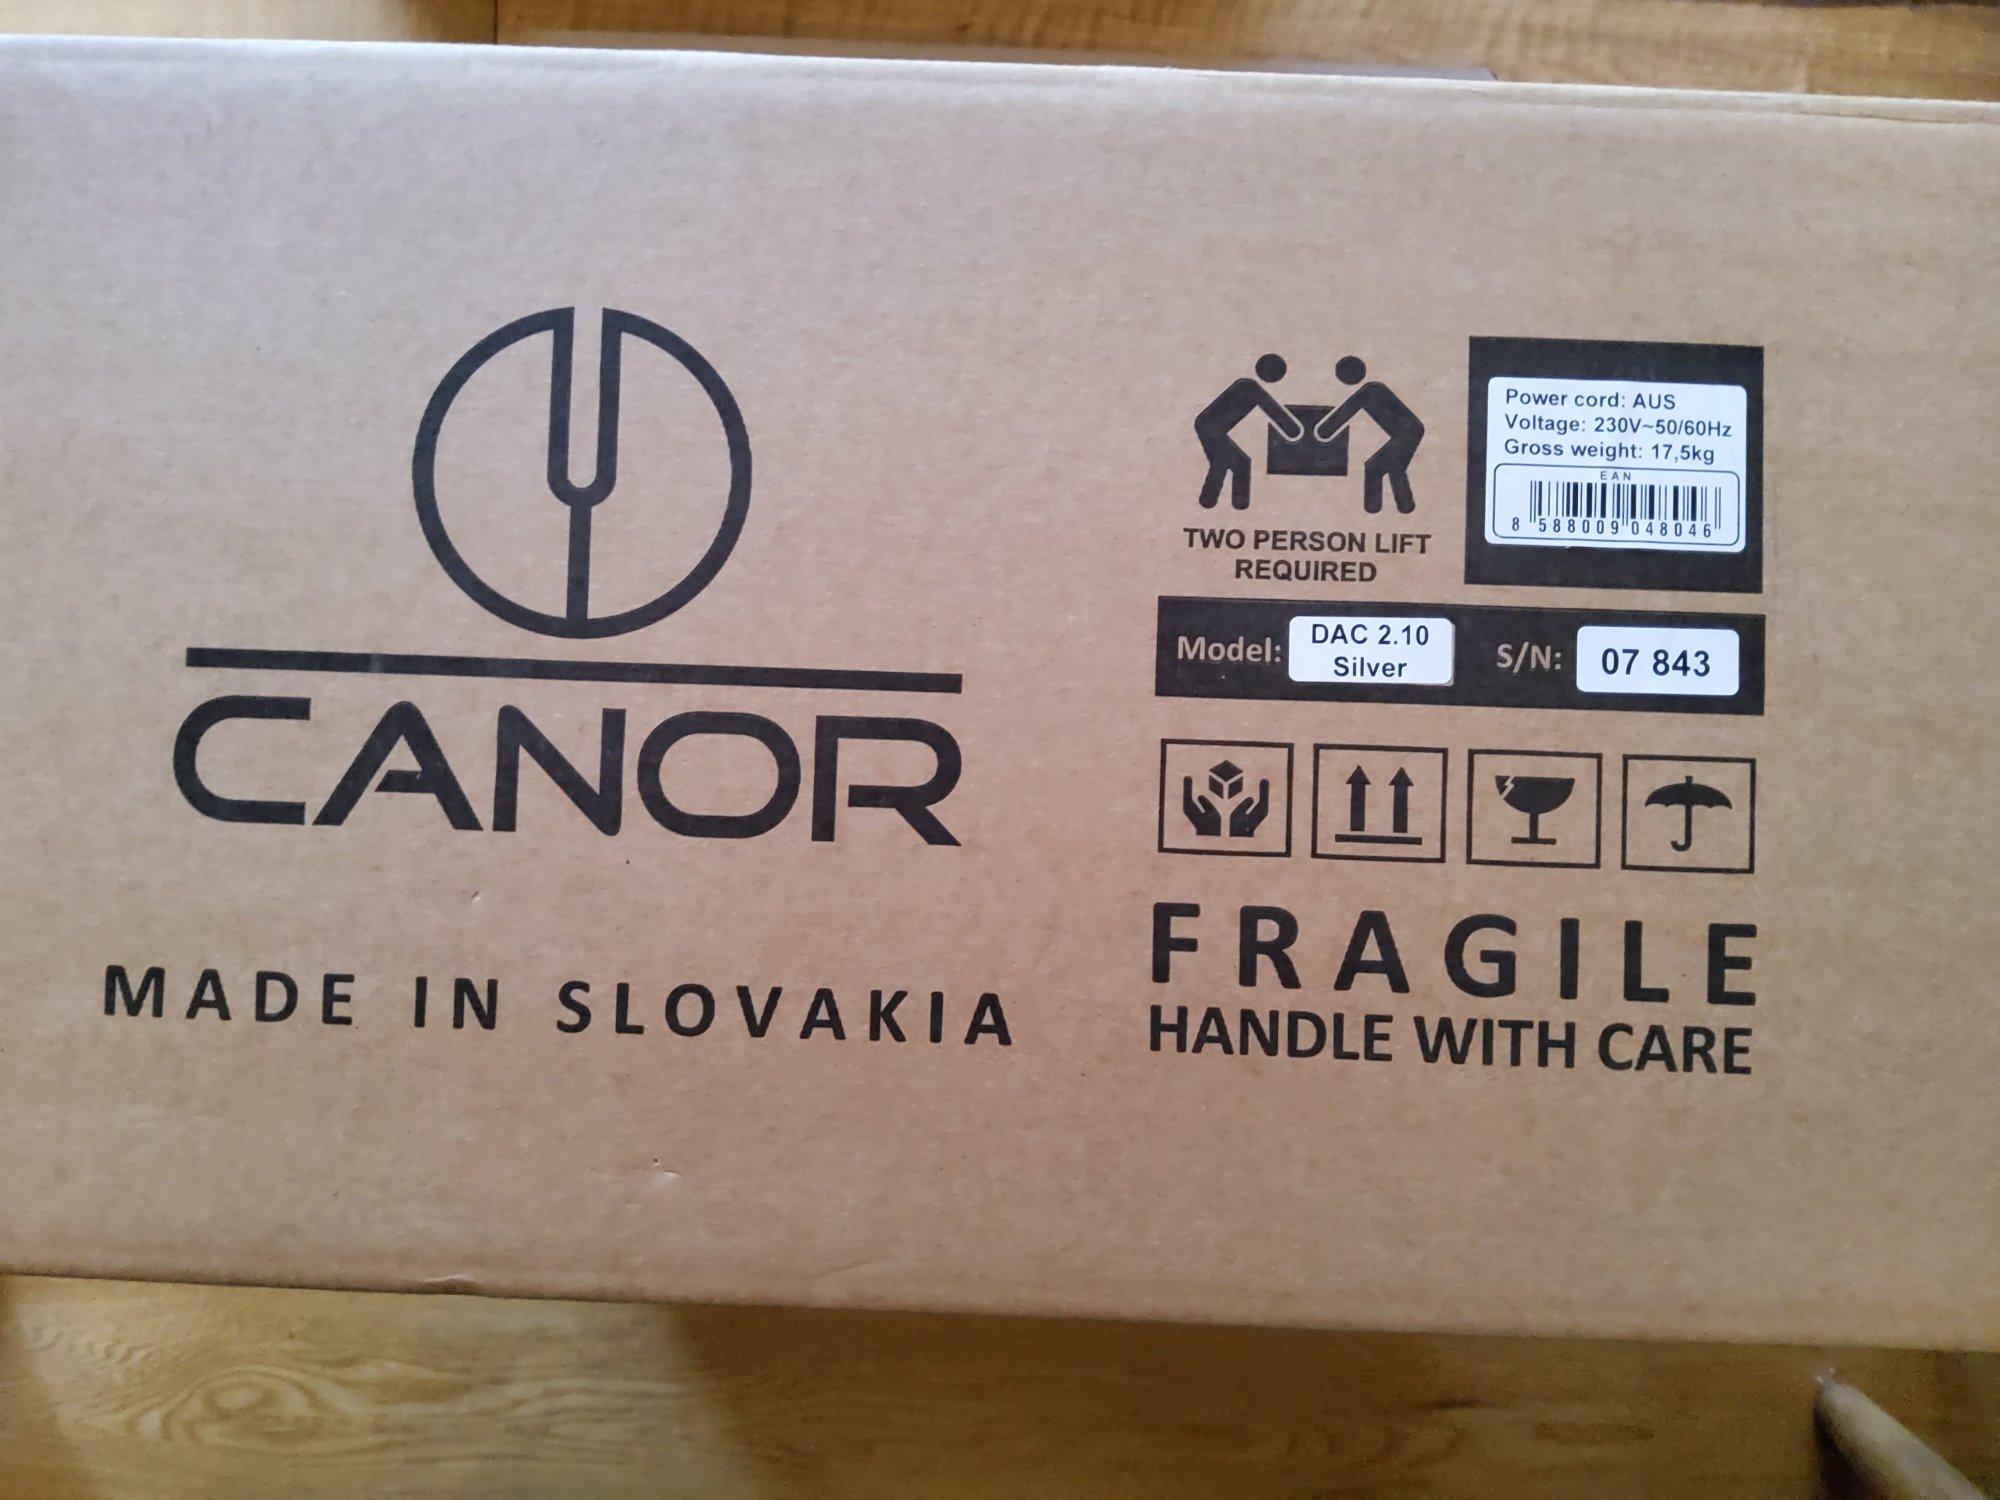 CANOR
MADE IN SLOVAKIA
TWO PERSON LIFT
REQUIRED
Power cord: AUS
Voltage: 230V~50/60Hz
Gross weight: 17,5kg
EAN
8 588009 048046
Model: DAC 2.10 Silver
S/N: 07 843
FRAGILE
HANDLE WITH CARE